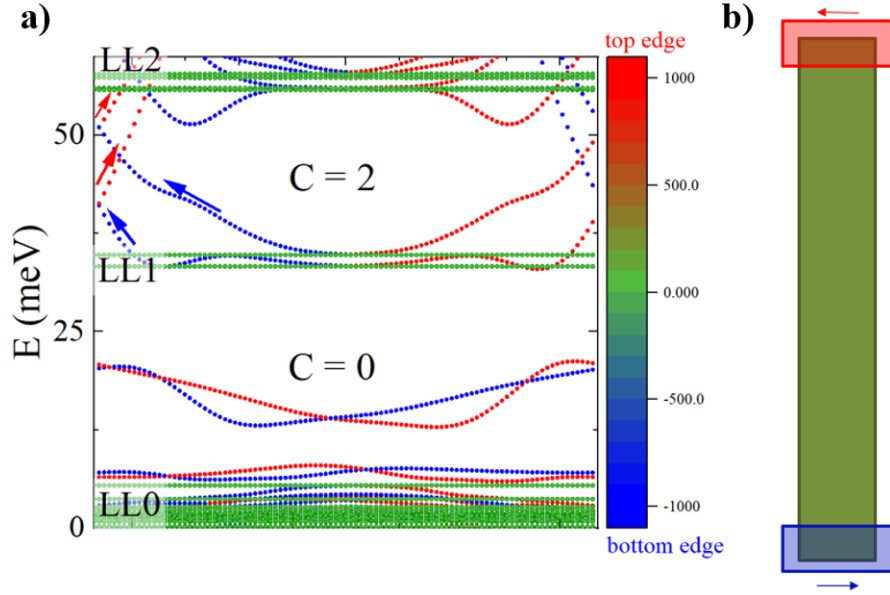 a)
b)
top edge
LL2
1000
50
C = 2
500.0
LL1
0.000
E (meV)
25
C = 0
-500.0
LL0
-1000
0
bottom edge